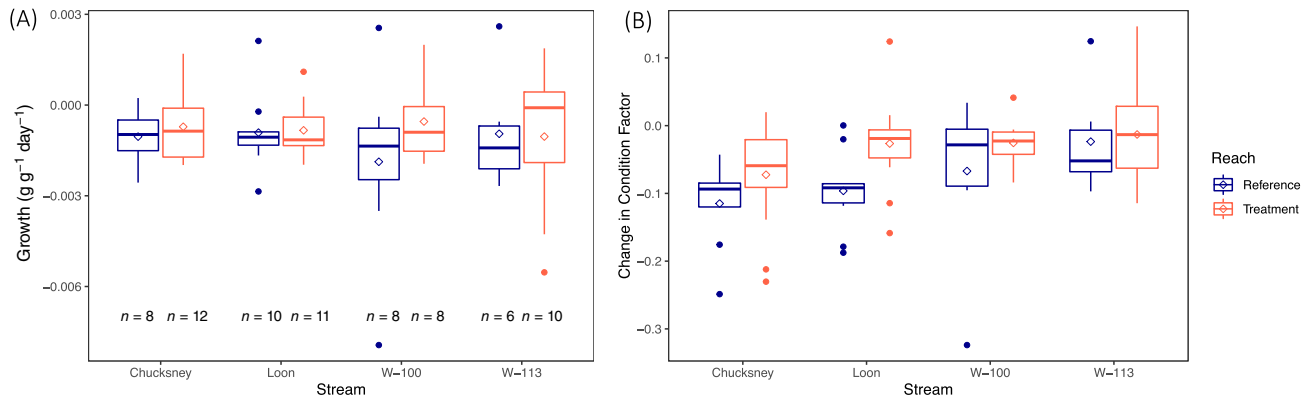 (A)
0.003
0.000
−0.003
−0.006
Growth (g g⁻¹ day⁻¹)
n = 8 n = 12 n = 10 n = 11 n = 8 n = 8 n = 6 n = 10
Chucksney Loon W−100 W−113
Stream
(B)
0.1
0.0
−0.1
−0.2
−0.3
Change in Condition Factor
Chucksney Loon W−100 W−113
Stream
Reach
Reference
Treatment